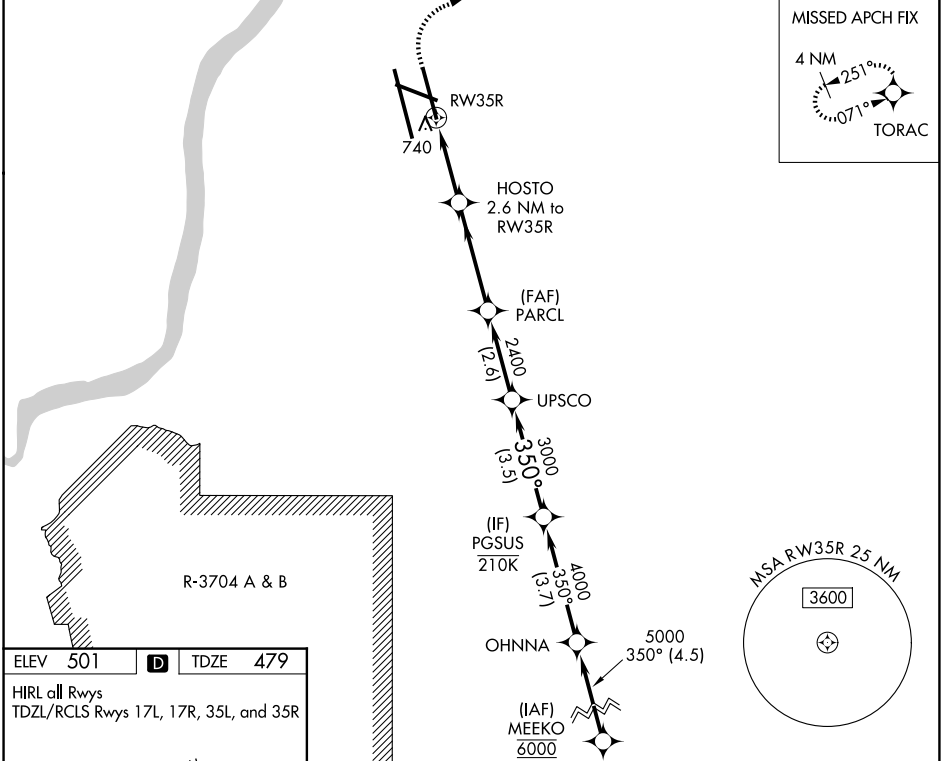 MISSED APCH FIX
4 NM
251°
071°
TORAC
RW35R
740
HOSTO
2.6 NM to
RW35R
(FAF)
PARCL
2400
(2.6)
UPSCO
3000
350°
(3.5)
(IF)
PGSUS
210K
4000
350°
(3.7)
R-3704 A & B
MSA RW35R 25 NM
3600
OHNNA
5000
350° (4.5)
(IAF)
MEEKO
6000
ELEV 501 D TDZE 479
HIRL all Rwys
TDZL/RCLS Rwys 17L, 17R, 35L, and 35R